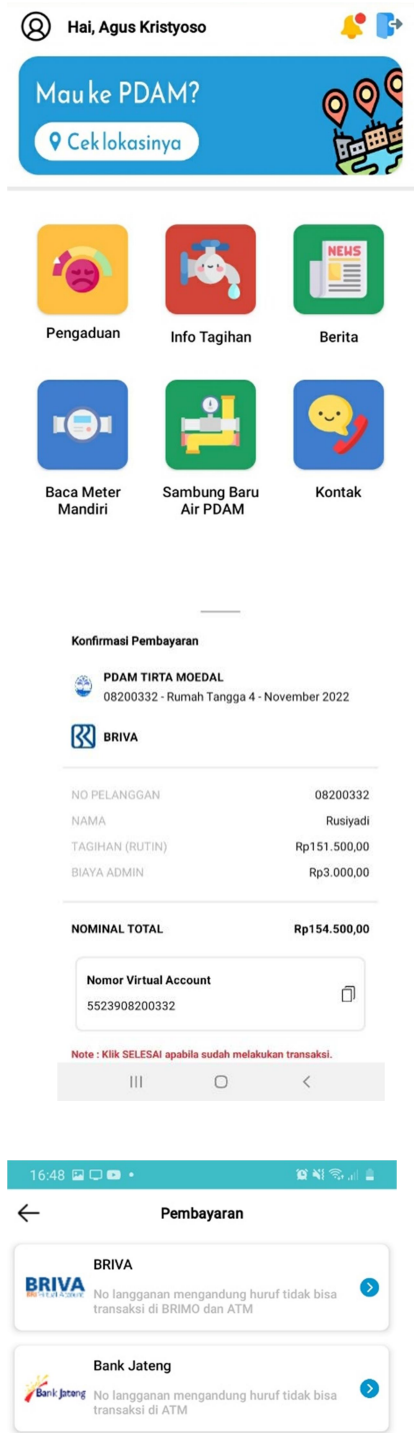 Hai, Agus Kristyoso
Mau ke PDAM?
Cek lokasinya
NEWS
Pengaduan
Info Tagihan
Berita
Baca Meter
Mandiri
Sambung Baru
Air PDAM
Kontak
Konfirmasi Pembayaran
PDAM TIRTA MOEDAL
08200332 - Rumah Tangga 4 - November 2022
BRIVA
NO PELANGGAN 08200332
NAMA Rusiyadi
TAGIHAN (RUTIN) Rp151.500,00
BIAYA ADMIN Rp3.000,00
NOMINAL TOTAL Rp154.500,00
Nomor Virtual Account
5523908200332
Note : Klik SELESAI apabila sudah melakukan transaksi.
16:48
Pembayaran
BRIVA
BRIVA
BRI Virtual Account
No langganan mengandung huruf tidak bisa
transaksi di BRIMO dan ATM
Bank Jateng
Bank Jateng
No langganan mengandung huruf tidak bisa
transaksi di ATM